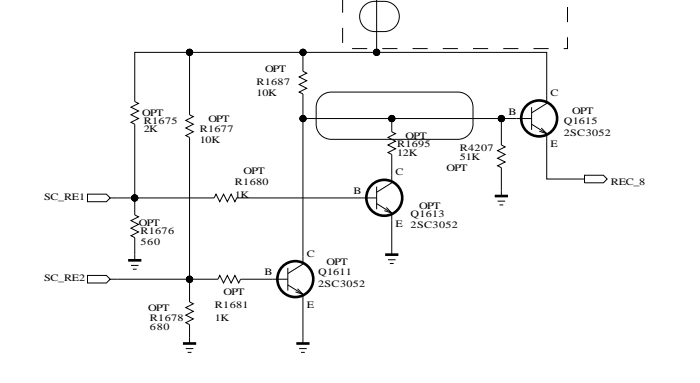 OPT
R1687
10K
C
OPT
R1675
2K
OPT
R1677
10K
B
OPT
Q1615
2SC3052
OPT
R1695
12K
R4207
51K
OPT
E
C
OPT
R1680
1K
REC_8
SC_RE1
B
OPT
Q1613
2SC3052
OPT
R1676
560
E
C
OPT
Q1611
2SC3052
SC_RE2
B
OPT
R1681
1K
E
OPT
R1678
680